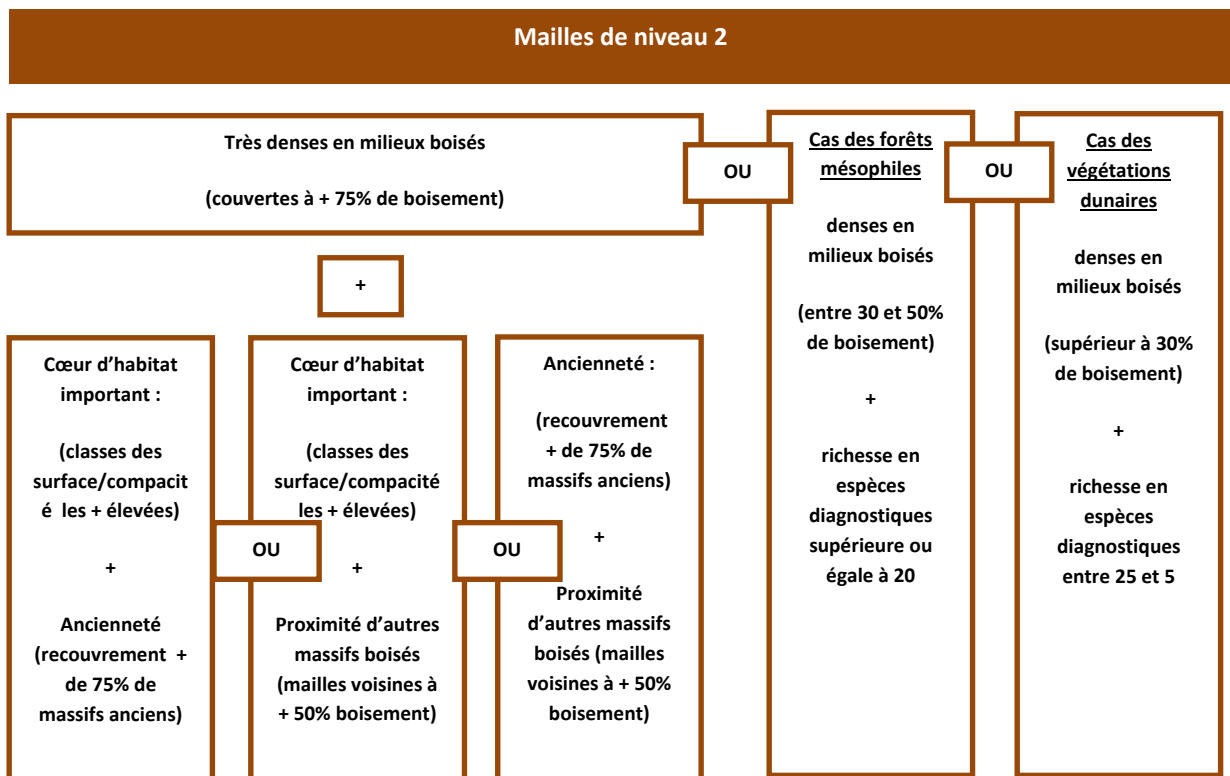 Mailles de niveau 2
Très denses en milieux boisés
(couvertes à + 75% de boisement)
OU
Cas des forêts
mésophiles
denses en
milieux boisés
(entre 30 et 50%
de boisement)
+
richesse en
espèces
diagnostiques
supérieure ou
égale à 20
OU
Cas des
végétations
dunaires
denses en
milieux boisés
(supérieur à 30%
de boisement)
+
richesse en
espèces
diagnostiques
entre 25 et 5
+
Cœur d’habitat
important :
(classes des
surface/compacit
é les + élevées)
+
Ancienneté
(recouvrement +
de 75% de
massifs anciens)
OU
Cœur d’habitat
important :
(classes des
surface/compacité
les + élevées)
+
Proximité d’autres
massifs boisés
(mailles voisines à
+ 50% boisement)
OU
Ancienneté :
(recouvrement
+ de 75% de
massifs anciens)
+
Proximité
d’autres massifs
boisés (mailles
voisines à + 50%
boisement)